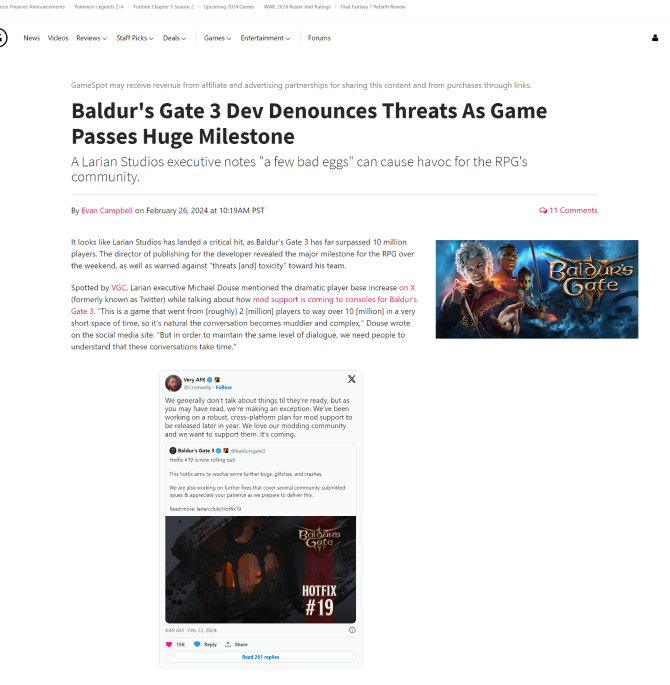 Presents Announcements | Pokemon Legends Z-A | Fortnite Chapter 5 Season 2 | Upcoming 2024 Games | WWE 2K24 Roster And Ratings | Final Fantasy 7 Rebirth Review
News Videos Reviews Staff Picks Deals Games Entertainment Forums
GameSpot may receive revenue from affiliate and advertising partnerships for sharing this content and from purchases through links.
Baldur's Gate 3 Dev Denounces Threats As Game
Passes Huge Milestone
A Larian Studios executive notes "a few bad eggs" can cause havoc for the RPG's
community.
By Evan Campbell on February 26, 2024 at 10:19AM PST
11 Comments
It looks like Larian Studios has landed a critical hit, as Baldur's Gate 3 has far surpassed 10 million
players. The director of publishing for the developer revealed the major milestone for the RPG over
the weekend, as well as warned against "threats [and] toxicity" toward his team.
Baldur's
Gate
Spotted by VGC, Larian executive Michael Douse mentioned the dramatic player base increase on X
(formerly known as Twitter) while talking about how mod support is coming to consoles for Baldur's
Gate 3. "This is a game that went from [roughly] 2 [million] players to way over 10 [million] in a very
short space of time, so it's natural the conversation becomes muddier and complex," Douse wrote
on the social media site. "But in order to maintain the same level of dialogue, we need people to
understand that these conversations take time."
Very AFK
@Cromwelp · Follow
We generally don't talk about things til they're ready, but as
you may have read, we're making an exception. We've been
working on a robust, cross-platform plan for mod support to
be released later in year. We love our modding community
and we want to support them. It's coming.
Baldur's Gate 3 @baldursgate3
Hotfix #19 is now rolling out!
This hotfix aims to resolve some further bugs, glitches, and crashes.
We are also working on further fixes that cover several community submitted
issues & appreciate your patience as we prepare to deliver this.
Read more: larian.club/Hotfix19
Baldur's
Gate
HOTFIX
#19
4:49 AM · Feb 23, 2024
15K Reply Share
Read 261 replies